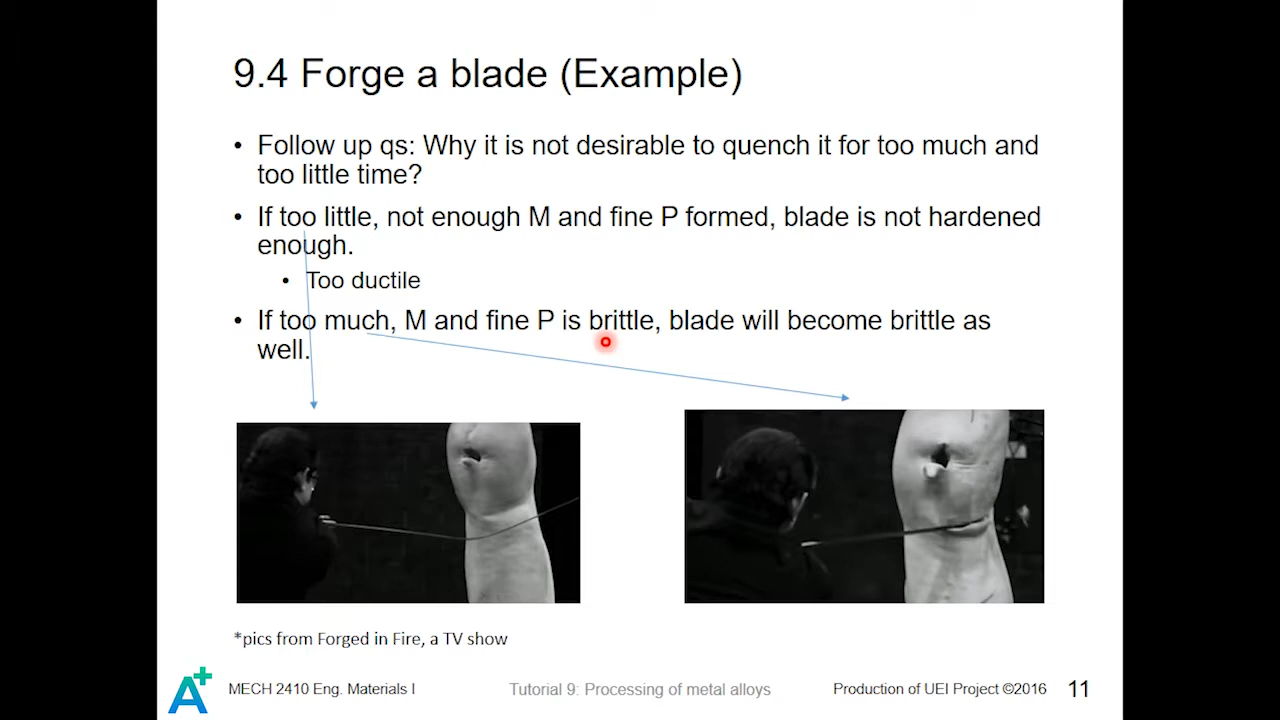 9.4 Forge a blade (Example)
• Follow up qs: Why it is not desirable to quench it for too much and
too little time?
• If too little, not enough M and fine P formed, blade is not hardened
enough.
• Too ductile
• If too much, M and fine P is brittle, blade will become brittle as
well.
*pics from Forged in Fire, a TV show
A+
MECH 2410 Eng. Materials I
Tutorial 9: Processing of metal alloys
Production of UEI Project ©2016
11